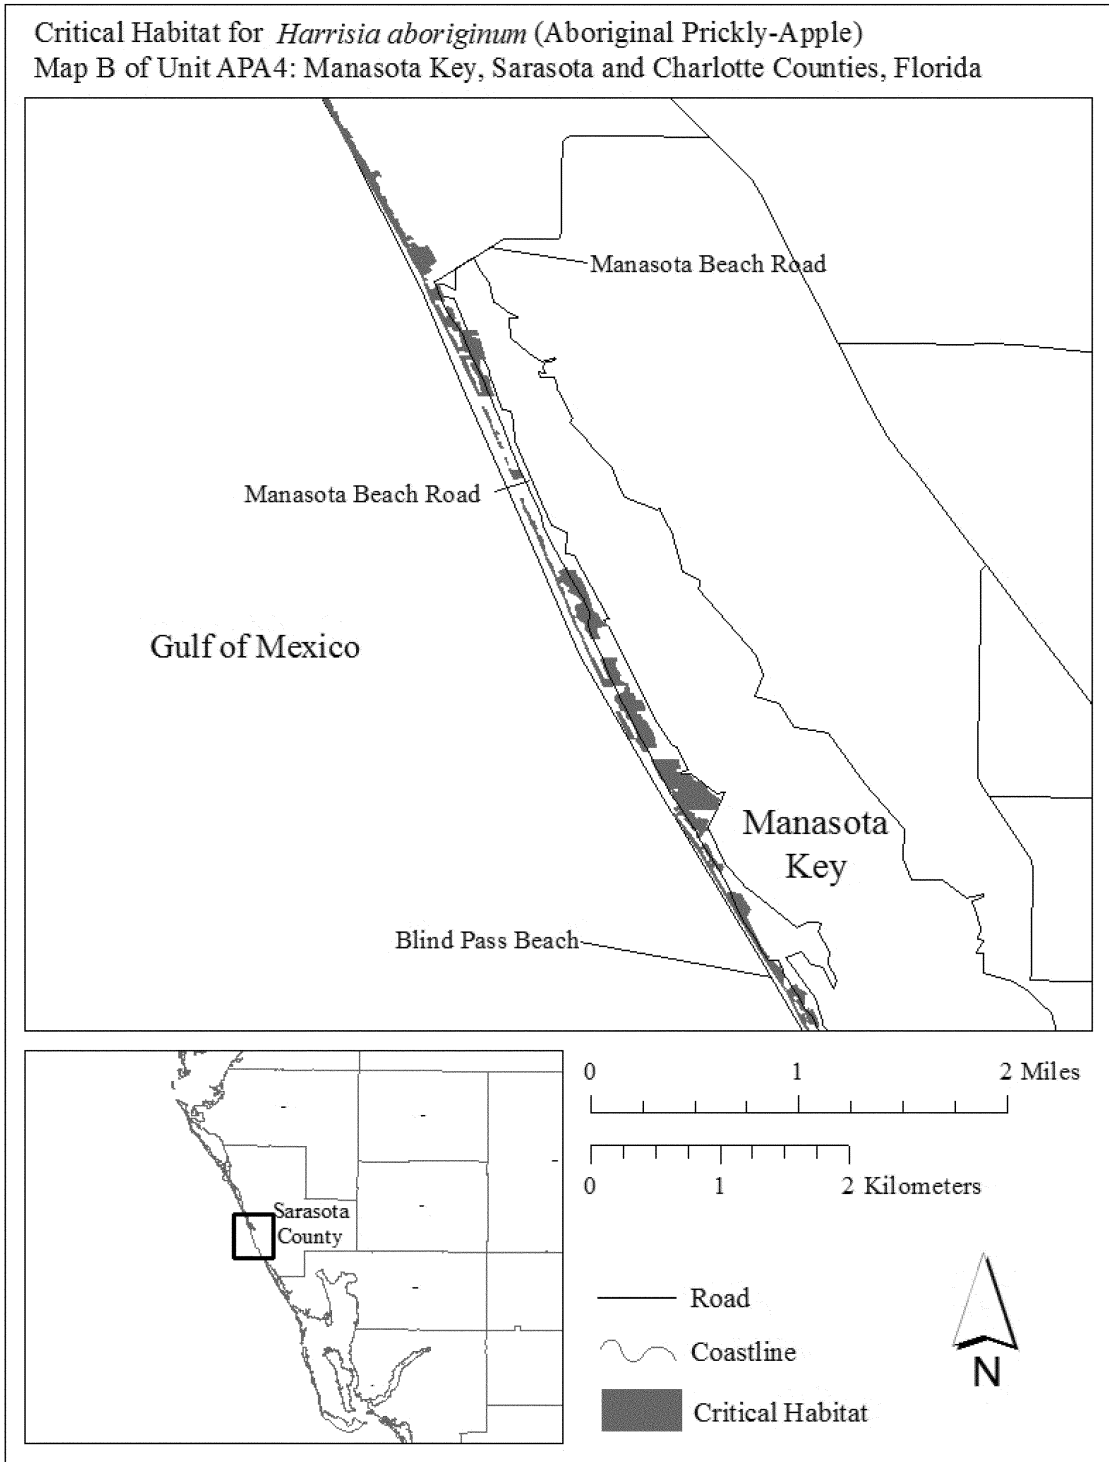 Critical Habitat for Harrisia aboriginum (Aboriginal Prickly-Apple)
Map B of Unit APA4: Manasota Key, Sarasota and Charlotte Counties, Florida
Manasota Beach Road
Manasota Beach Road
Gulf of Mexico
Manasota
Key
Blind Pass Beach
Sarasota
County
0 1 2 Miles
0 1 2 Kilometers
Road
Coastline
Critical Habitat
N